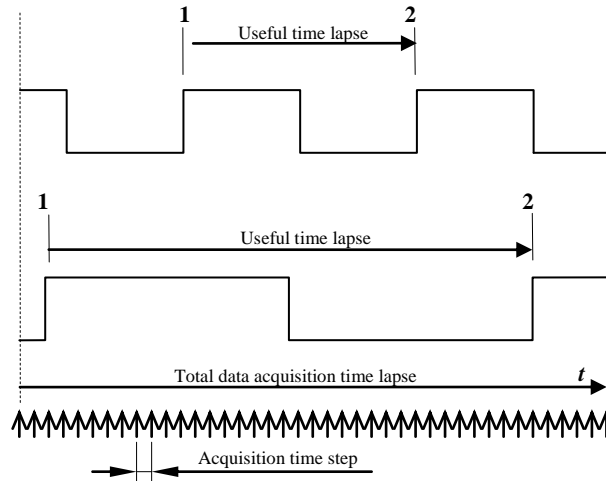 1 2
Useful time lapse
1 2
Useful time lapse
Total data acquisition time lapse t
Acquisition time step